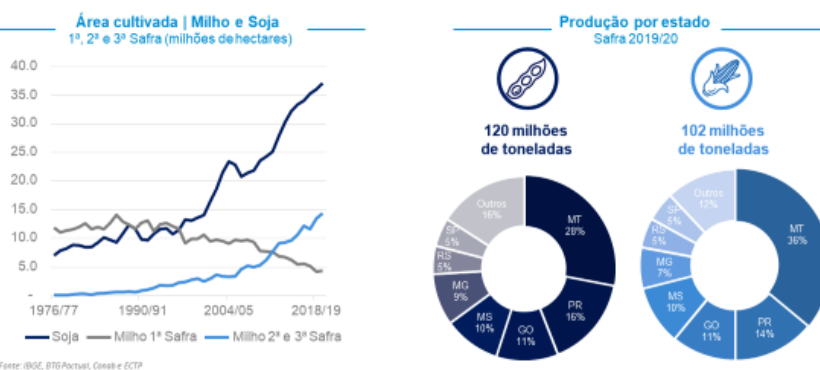 Área cultivada | Milho e Soja
1ª, 2ª e 3ª Safra (milhões de hectares)
40.0
35.0
30.0
25.0
20.0
15.0
10.0
5.0
-
1976/77 1990/91 2004/05 2018/19
Soja Milho 1ª Safra Milho 2ª e 3ª Safra
Fonte: IBGE, BTG Pactual, Conab e ECTP
Produção por estado
Safra 2019/20
120 milhões
de toneladas
MT
28%
PR
16%
GO
11%
MS
10%
MG
9%
RS
5%
SP
5%
Outros
16%
102 milhões
de toneladas
MT
36%
PR
14%
GO
11%
MS
10%
MG
7%
RS
5%
SP
5%
Outros
12%